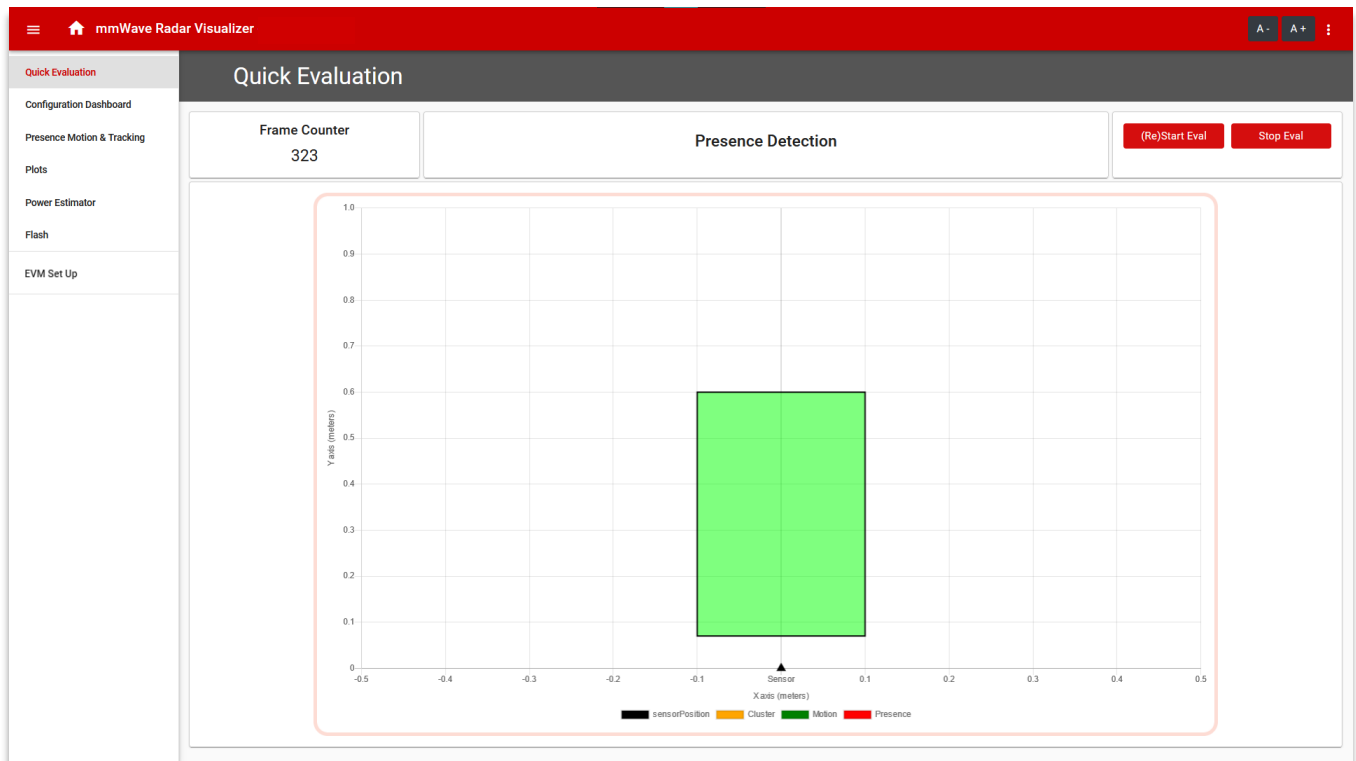 mmWave Radar Visualizer
A -
A +
Quick Evaluation
Configuration Dashboard
Presence Motion & Tracking
Plots
Power Estimator
Flash
EVM Set Up
Quick Evaluation
Frame Counter
323
Presence Detection
(Re)Start Eval
Stop Eval
1.0
0.9
0.8
0.7
0.6
0.5
0.4
0.3
0.2
0.1
0
Y axis (meters)
-0.5 -0.4 -0.3 -0.2 -0.1 Sensor 0.1 0.2 0.3 0.4 0.5
X axis (meters)
sensorPosition Cluster Motion Presence